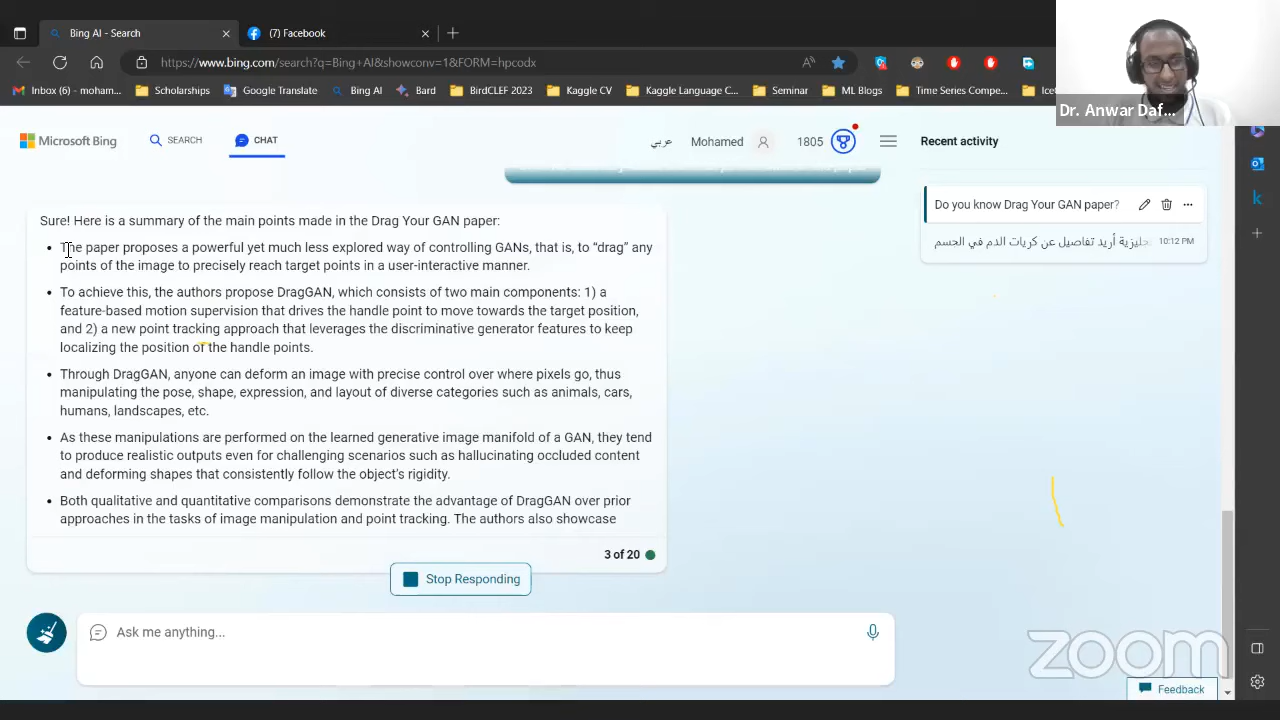 Bing AI - Search
(7) Facebook
https://www.bing.com/search?q=Bing+AI&showconv=1&FORM=hpcodx
Inbox (6) - moham...
Scholarships
Google Translate
Bing AI
Bard
BirdCLEF 2023
Kaggle CV
Kaggle Language C...
Seminar
ML Blogs
Time Series Compe...
Dr. Anwar Daf...
Microsoft Bing
SEARCH
CHAT
عربي
Mohamed
1805
Recent activity
Do you know Drag Your GAN paper?
أريد تفاصيل عن كريات الدم في الجسم
10:12 PM
Sure! Here is a summary of the main points made in the Drag Your GAN paper:
• The paper proposes a powerful yet much less explored way of controlling GANs, that is, to “drag” any
points of the image to precisely reach target points in a user-interactive manner.
• To achieve this, the authors propose DragGAN, which consists of two main components: 1) a
feature-based motion supervision that drives the handle point to move towards the target position,
and 2) a new point tracking approach that leverages the discriminative generator features to keep
localizing the position of the handle points.
• Through DragGAN, anyone can deform an image with precise control over where pixels go, thus
manipulating the pose, shape, expression, and layout of diverse categories such as animals, cars,
humans, landscapes, etc.
• As these manipulations are performed on the learned generative image manifold of a GAN, they tend
to produce realistic outputs even for challenging scenarios such as hallucinating occluded content
and deforming shapes that consistently follow the object's rigidity.
• Both qualitative and quantitative comparisons demonstrate the advantage of DragGAN over prior
approaches in the tasks of image manipulation and point tracking. The authors also showcase
3 of 20
Stop Responding
Ask me anything...
zoom
Feedback